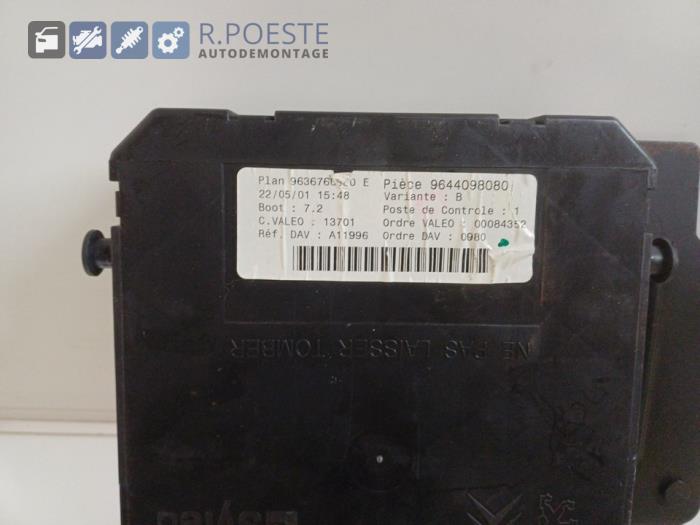 R.POESTE
AUTODEMONTAGE
Plan 9636760520 E Pièce 9644098080
22/05/01 15:48 Variante : B
Boot : 7.2 Poste de Controle : 1
C.VALEO : 13701 Ordre VALEO : 00084352
Réf. DAV : A11996 Ordre DAV : 0980
NE PAS LAISSER TOMBER